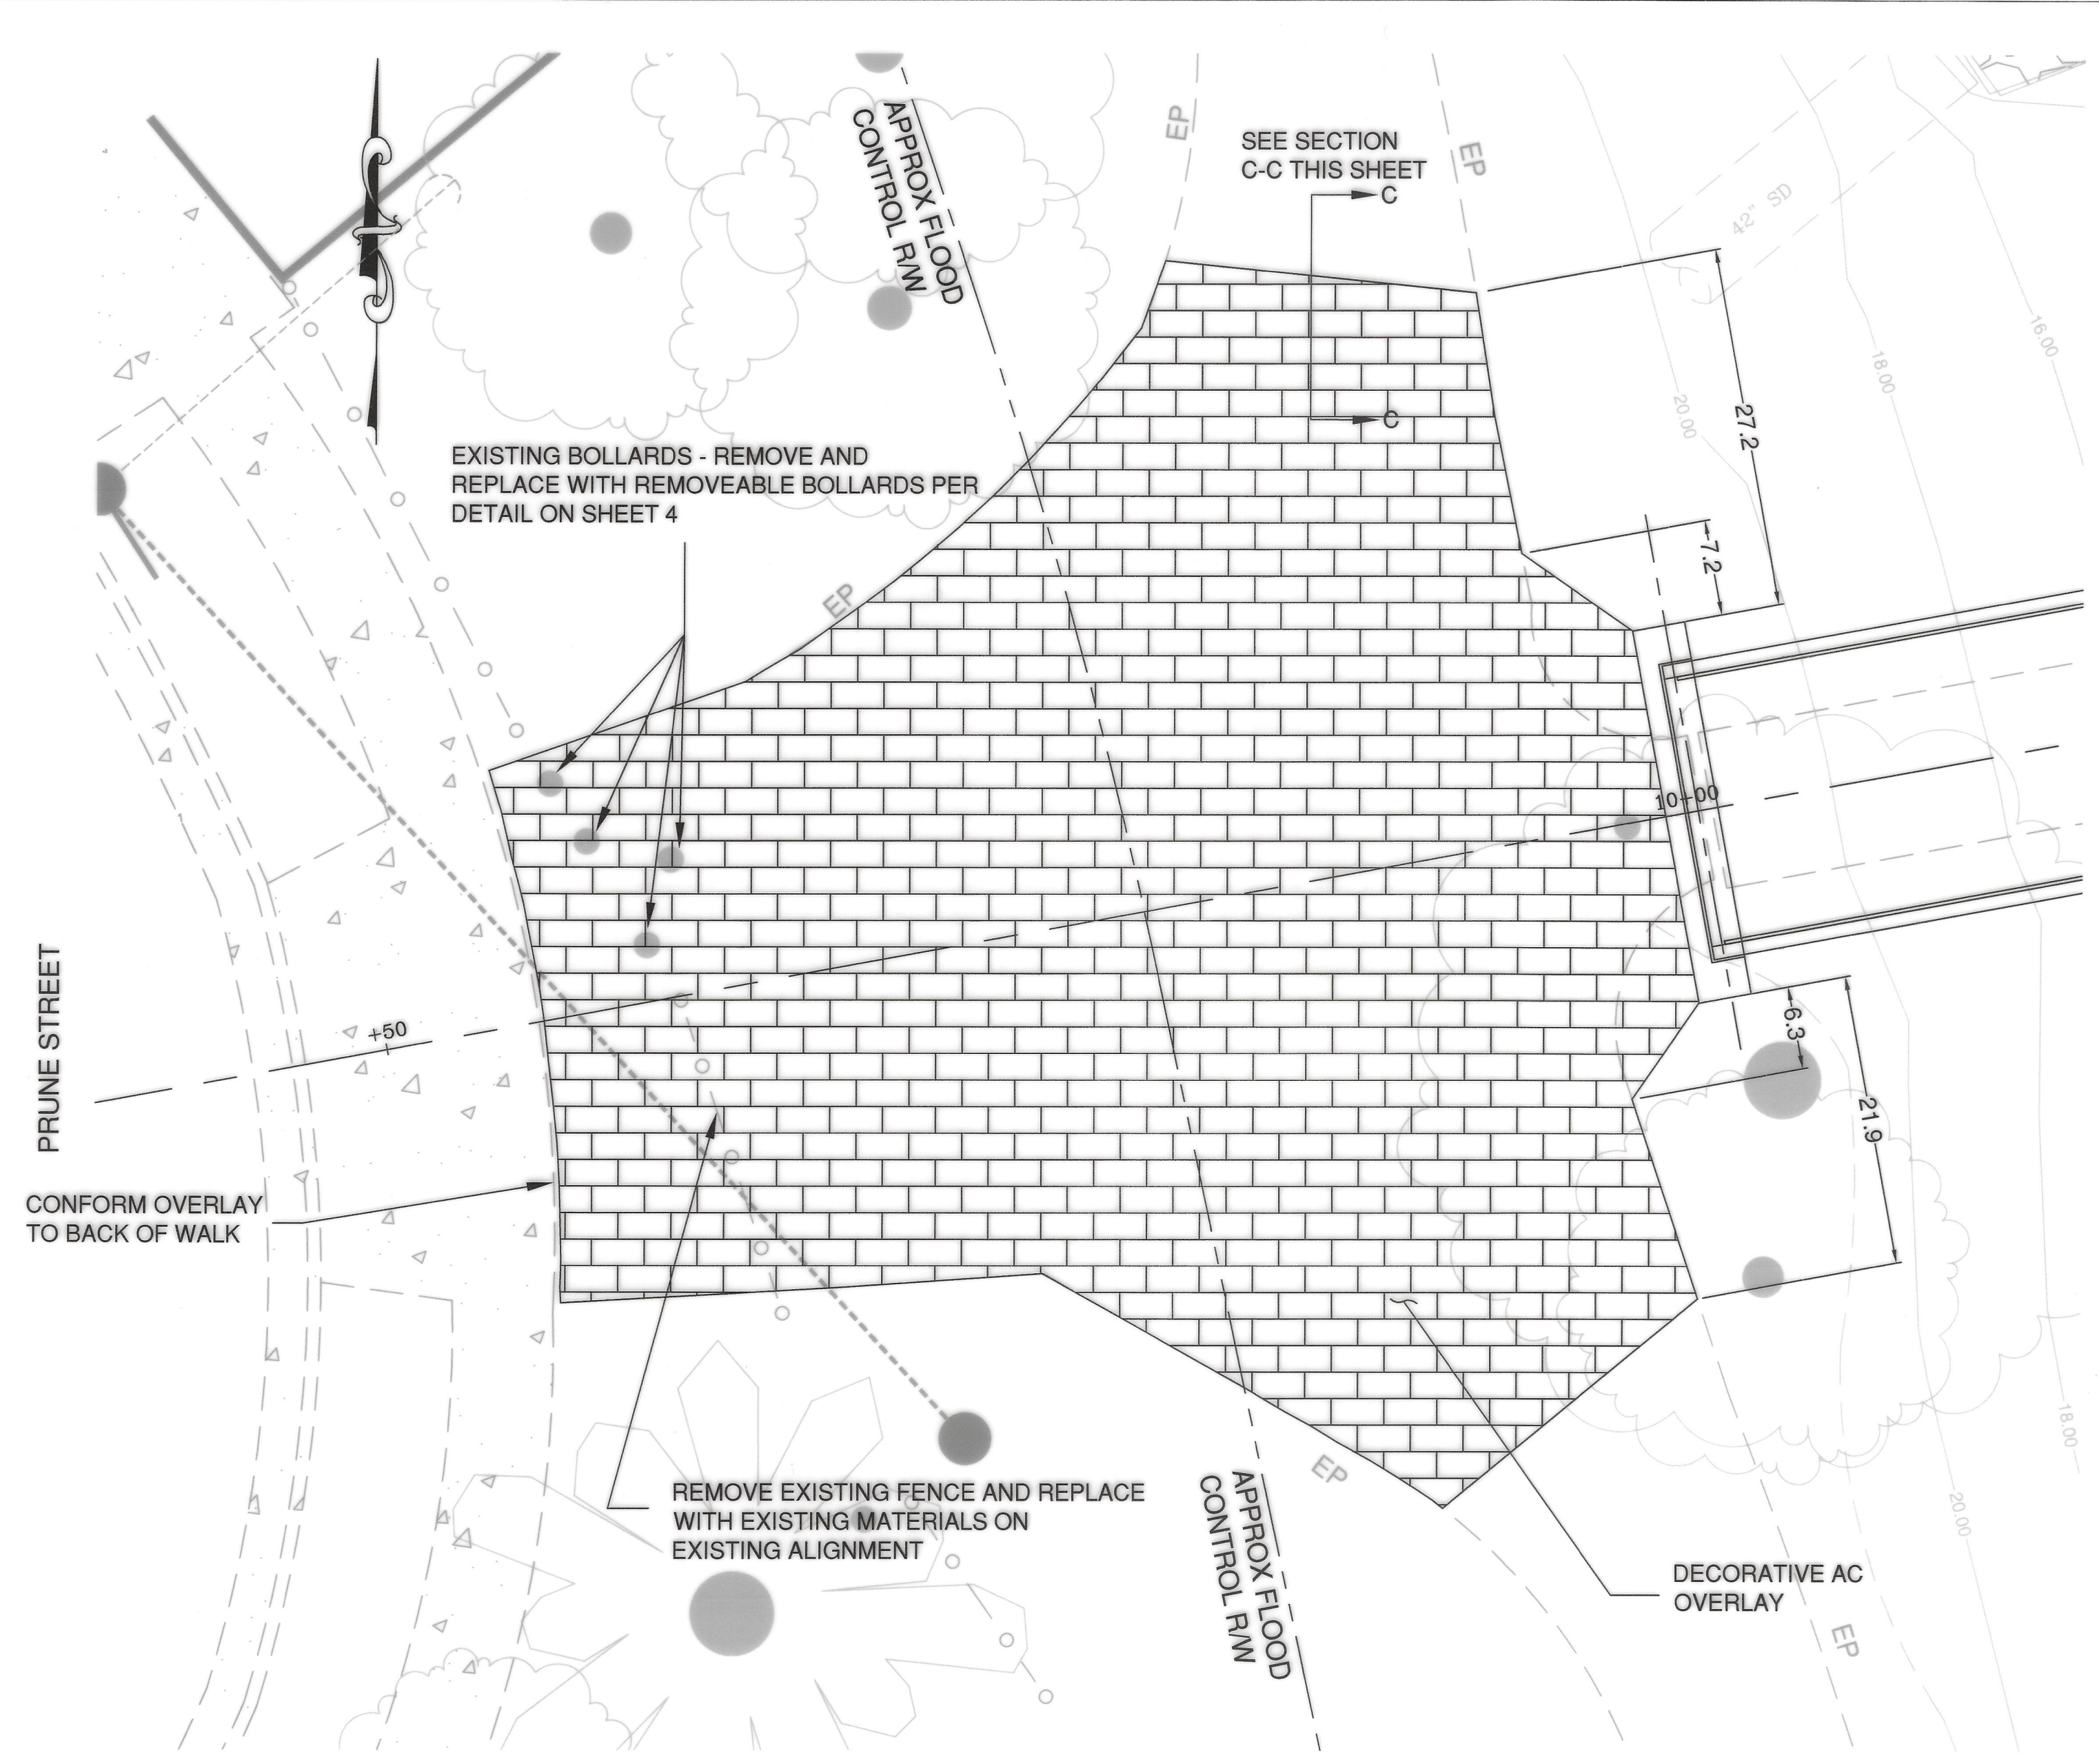 APPROX FLOOD
CONTROL R/W
EP
EP
SEE SECTION
C-C THIS SHEET
C
C
42" SD
16.00
18.00
20.00
27.2
7.2
EXISTING BOLLARDS - REMOVE AND
REPLACE WITH REMOVEABLE BOLLARDS PER
DETAIL ON SHEET 4
EP
10+00
PRUNE STREET
+50
6.3
21.9
CONFORM OVERLAY
TO BACK OF WALK
REMOVE EXISTING FENCE AND REPLACE
WITH EXISTING MATERIALS ON
EXISTING ALIGNMENT
EP
APPROX FLOOD
CONTROL R/W
DECORATIVE AC
OVERLAY
EP
18.00
20.00